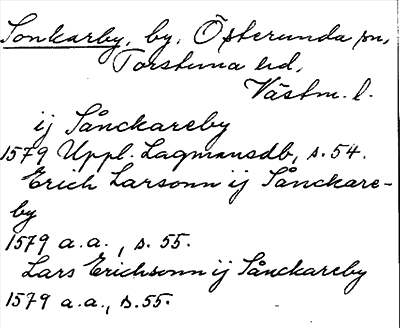 Sonkarby, by, Österunda sn,
Torstuna hd,
Västm. l.
ij Sånckareby
1579 Uppl. Lagmansdb, s. 54.
Erich Larsonn ij Sånckare-
by
1579 a.a., s. 55.
Lars Erichsonn ij Sånckareby
1579 a.a., s. 55.